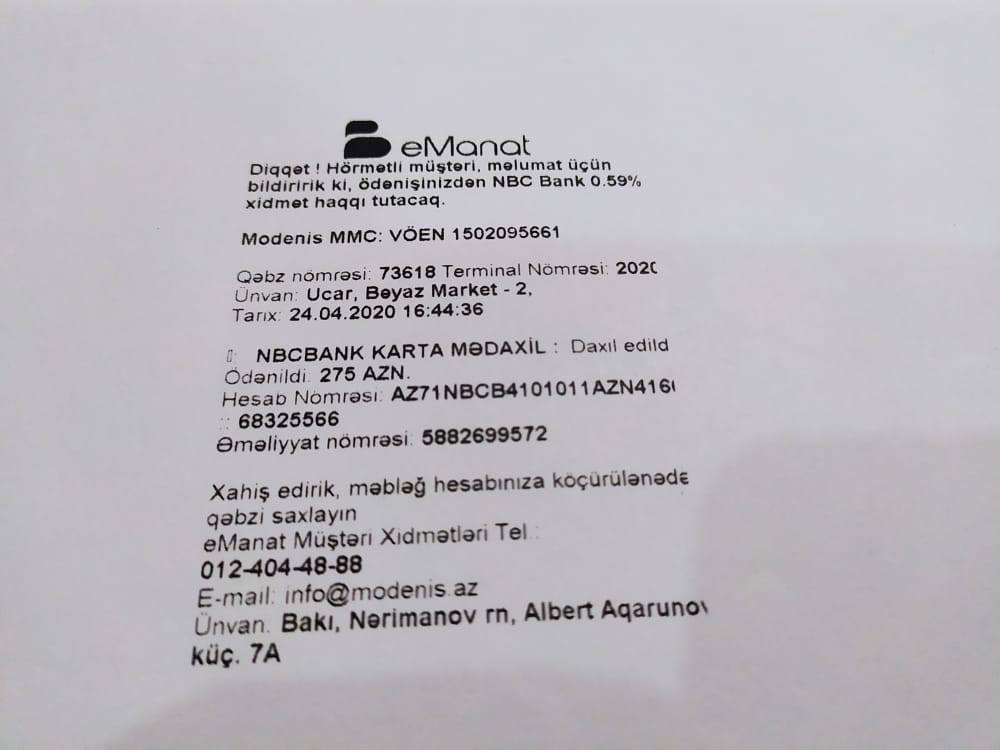 eManat
Diqqət ! Hörmətli müştəri, məlumat üçün
bildiririk ki, ödənişinizdən NBC Bank 0.59%
xidmət haqqı tutacaq.
Modenis MMC: VÖEN 1502095661
Qəbz nömrəsi: 73618 Terminal Nömrəsi: 2020
Ünvan: Ucar, Bəyaz Market - 2,
Tarix: 24.04.2020 16:44:36
: NBCBANK KARTA MƏDAXİL : Daxil edild
Ödənildi: 275 AZN.
Hesab Nömrəsi: AZ71NBCB4101011AZN416
:: 68325566
Əməliyyat nömrəsi: 5882699572
Xahiş edirik, məbləğ hesabınıza köçürülənədə
qəbzi saxlayın
eManat Müştəri Xidmətləri Tel.:
012-404-48-88
E-mail: info@modenis.az
Ünvan: Bakı, Nərimanov rn, Albert Aqarunov
küç. 7A